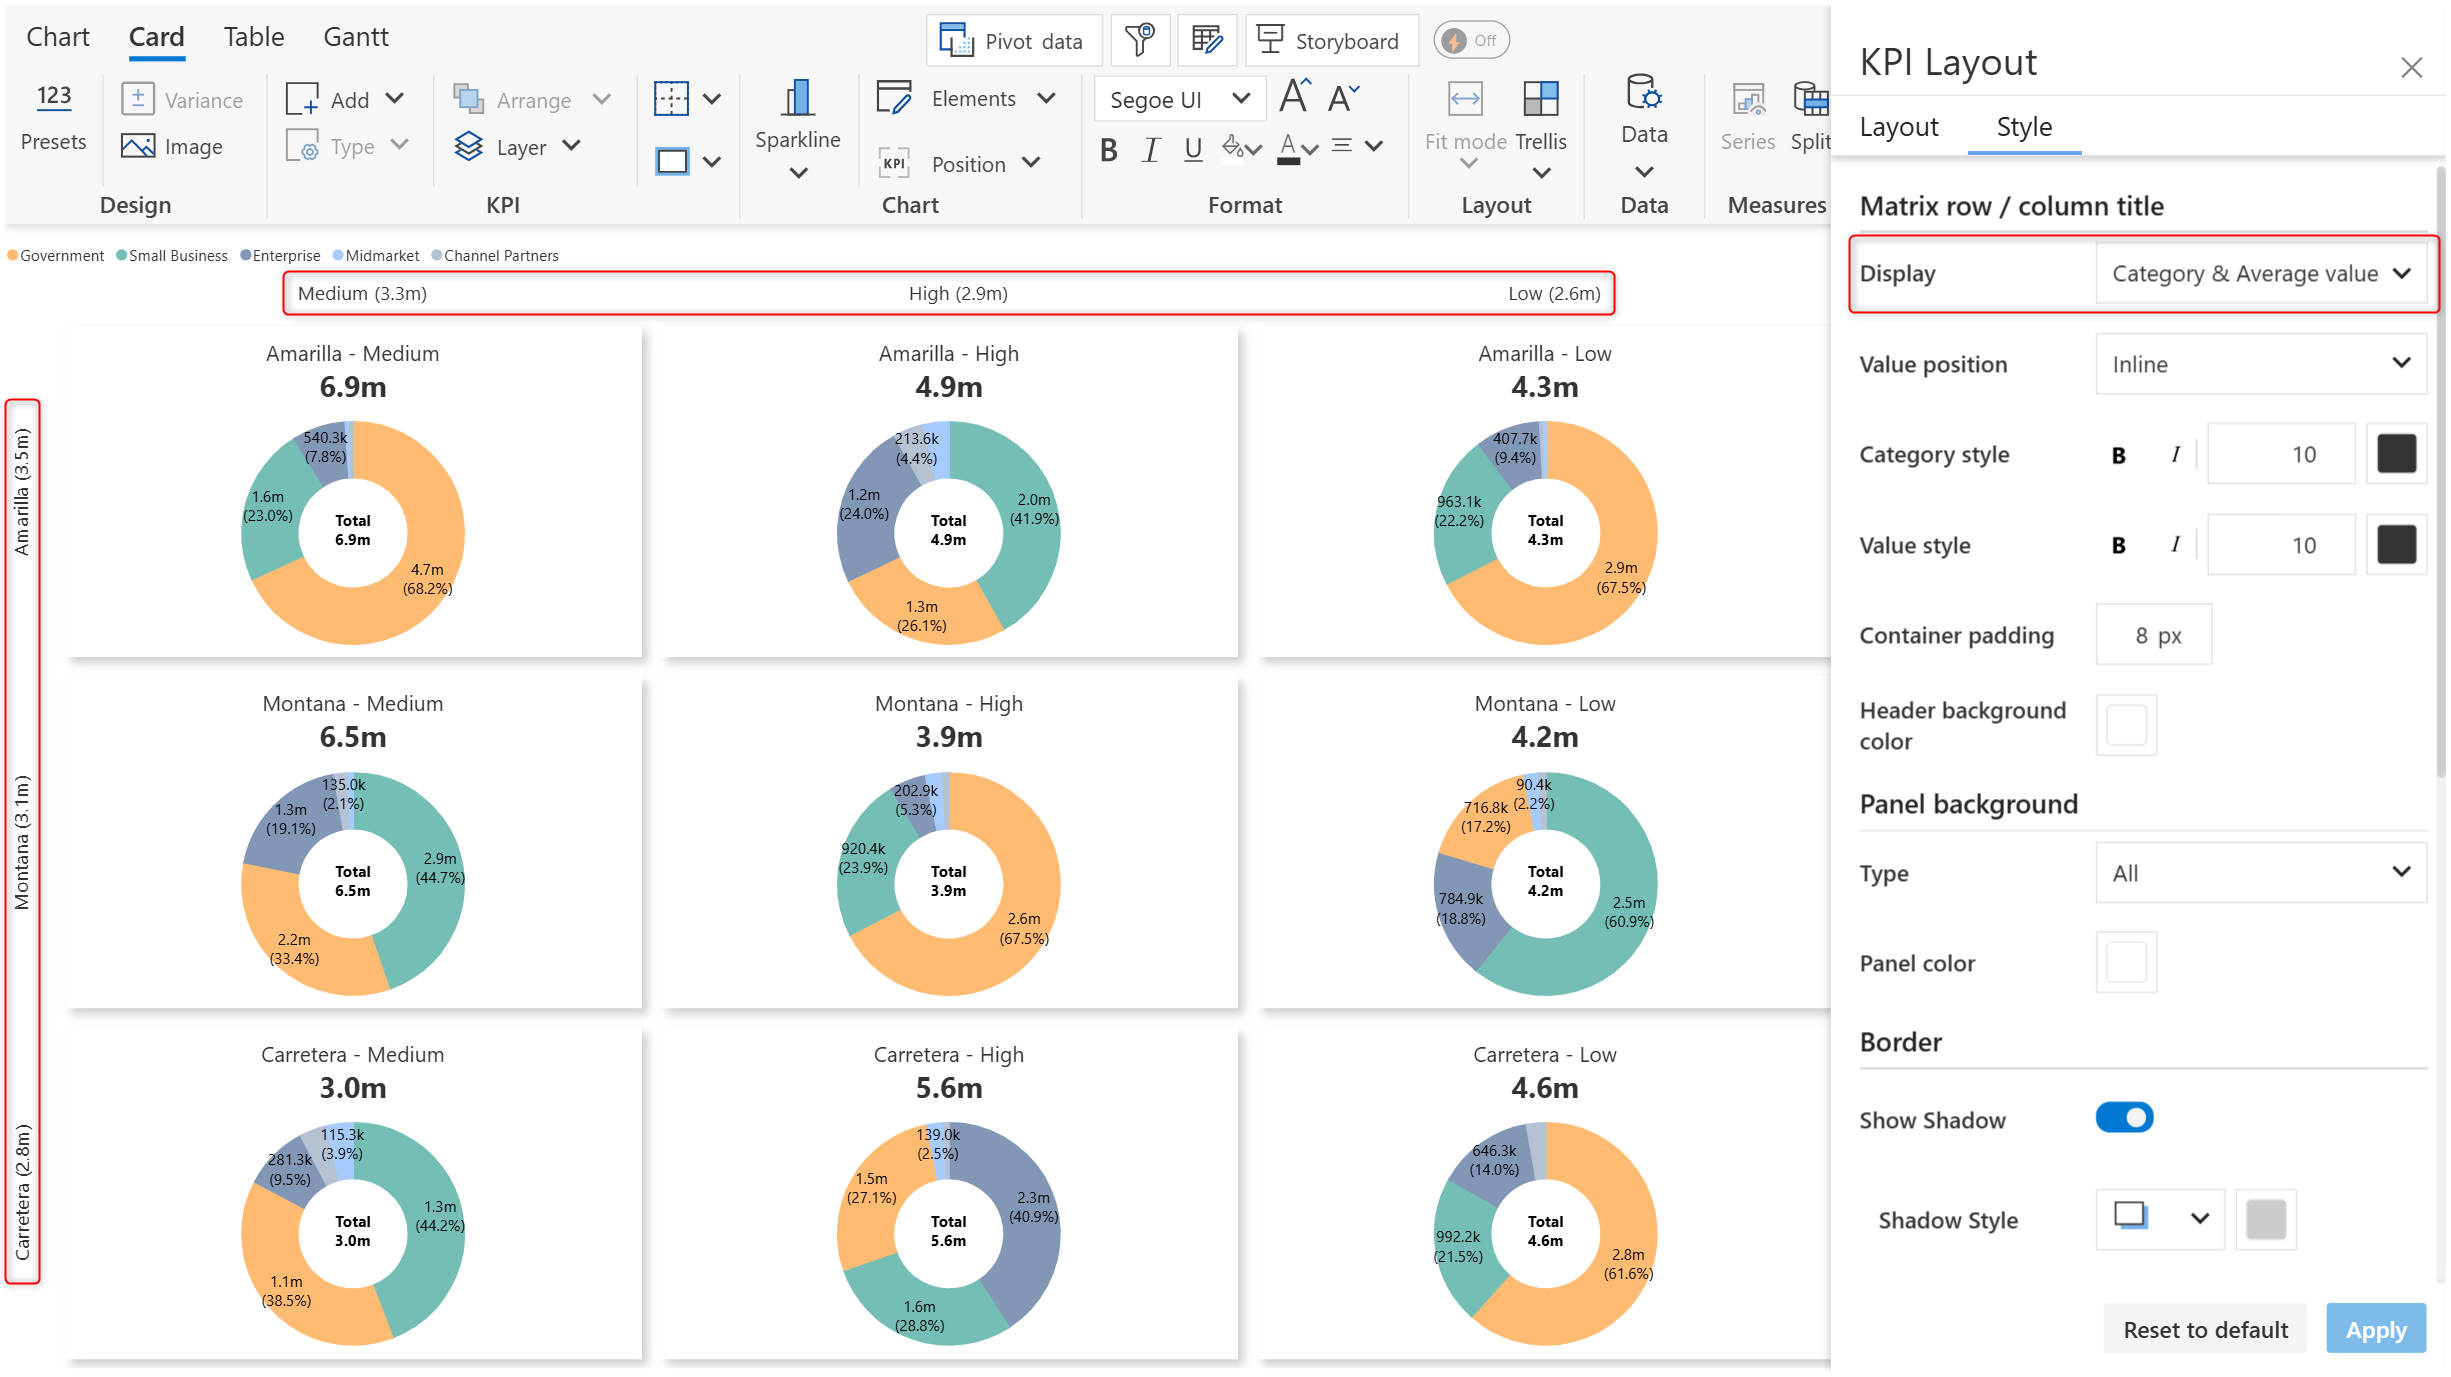 Chart Card Table Gantt
Pivot data
Storyboard
Off
123
Presets
Variance
Image
Design
Add
Type
Arrange
Layer
KPI
Sparkline
Elements
KPI
Position
Chart
Segoe UI
A A
B I U A
Format
Fit mode
Trellis
Layout
Data
Data
Series
Split
Measures
Government Small Business Enterprise Midmarket Channel Partners
Medium (3.3m) High (2.9m) Low (2.6m)
Amarilla (3.5m)
Amarilla - Medium
6.9m
540.3k
(7.8%)
1.6m
(23.0%)
Total
6.9m
4.7m
(68.2%)
Amarilla - High
4.9m
213.6k
(4.4%)
1.2m
(24.0%)
2.0m
(41.9%)
Total
4.9m
1.3m
(26.1%)
Amarilla - Low
4.3m
407.7k
(9.4%)
963.1k
(22.2%)
Total
4.3m
2.9m
(67.5%)
Montana (3.1m)
Montana - Medium
6.5m
135.0k
(2.1%)
1.3m
(19.1%)
2.9m
(44.7%)
Total
6.5m
2.2m
(33.4%)
Montana - High
3.9m
202.9k
(5.3%)
920.4k
(23.9%)
Total
3.9m
2.6m
(67.5%)
Montana - Low
4.2m
90.4k
(2.2%)
716.8k
(17.2%)
Total
4.2m
784.9k
(18.8%)
2.5m
(60.9%)
Carretera (2.8m)
Carretera - Medium
3.0m
115.3k
(3.9%)
281.3k
(9.5%)
1.3m
(44.2%)
Total
3.0m
1.1m
(38.5%)
Carretera - High
5.6m
139.0k
(2.5%)
1.5m
(27.1%)
2.3m
(40.9%)
Total
5.6m
1.6m
(28.8%)
Carretera - Low
4.6m
646.3k
(14.0%)
992.2k
(21.5%)
Total
4.6m
2.8m
(61.6%)
KPI Layout
Layout Style
Matrix row / column title
Display Category & Average value
Value position Inline
Category style B I 10
Value style B I 10
Container padding 8 px
Header background
color
Panel background
Type All
Panel color
Border
Show Shadow
Shadow Style
Reset to default Apply